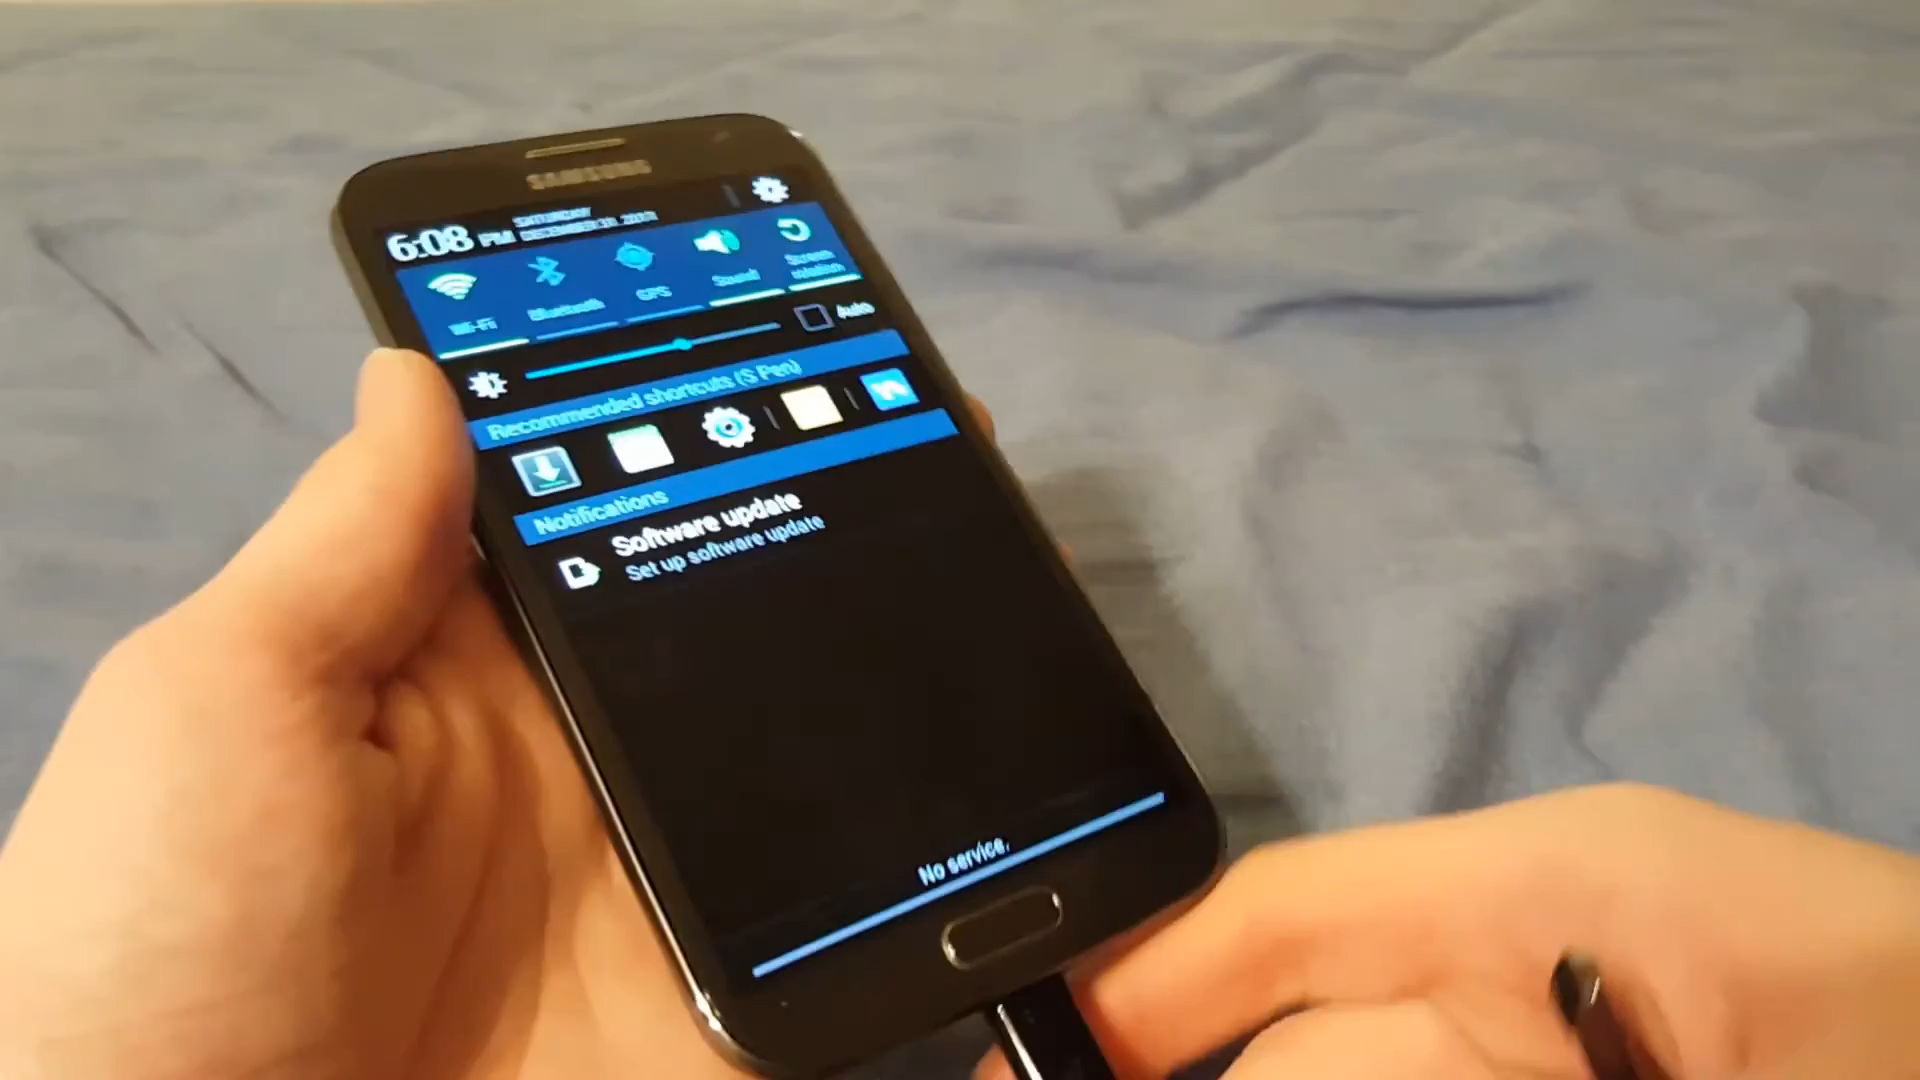 SAMSUNG
6:08 PM
SATURDAY
Wi-Fi
Bluetooth
GPS
Sound
Screen
rotation
Auto
Recommended shortcuts (S Pen)
Notifications
Software update
Set up software update
No service.